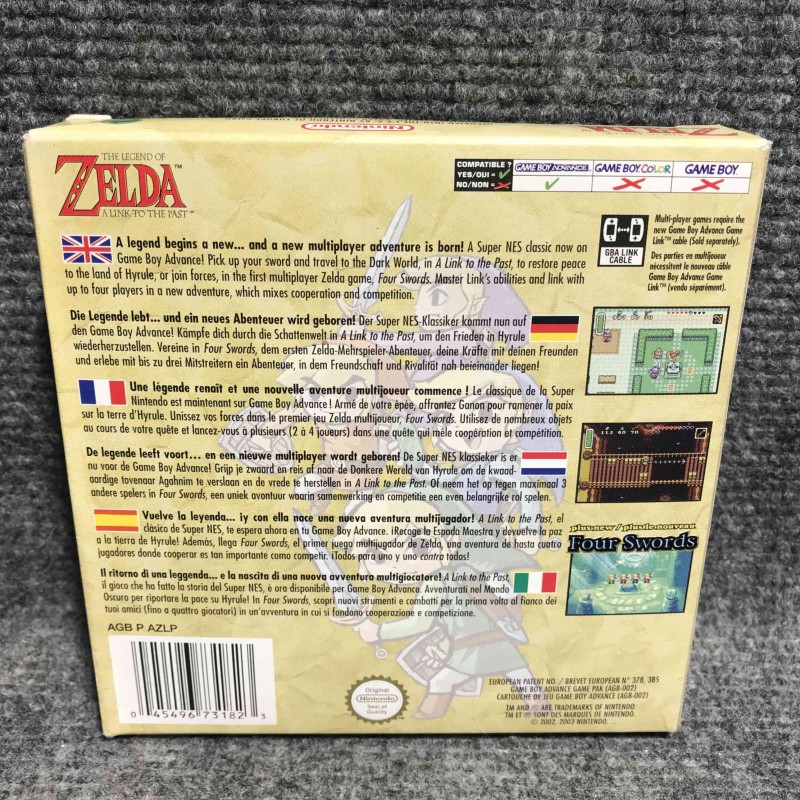 Nintendo
THE LEGEND OF
ZELDA™
A LINK TO THE PAST™
COMPATIBLE ?
YES/OUI =
NO/NON =
GAME BOY ADVANCE
GAME BOY COLOR
GAME BOY
A legend begins a new... and a new multiplayer adventure is born! A Super NES classic now on
Game Boy Advance! Pick up your sword and travel to the Dark World, in A Link to the Past, to restore peace
to the land of Hyrule, or join forces, in the first multiplayer Zelda game, Four Swords. Master Link's abilities and link with
up to four players in a new adventure, which mixes cooperation and competition.
GBA LINK
CABLE
Multi-player games require the
new Game Boy Advance Game
Link™ cable (Sold separately).
Des parties en multijoueur
nécessitent le nouveau câble
Game Boy Advance Game
Link™ (vendu séparément).
Die Legende lebt... und ein neues Abenteuer wird geboren! Der Super NES-Klassiker kommt nun auf
den Game Boy Advance! Kämpfe dich durch die Schattenwelt in A Link to the Past, um den Frieden in Hyrule
wiederherzustellen. Vereine in Four Swords, dem ersten Zelda-Mehrspieler-Abenteuer, deine Kräfte mit deinen Freunden
und erlebe mit bis zu drei Mitstreitern ein Abenteuer, in dem Freundschaft und Rivalität nah beieinander liegen!
Une légende renaît et une nouvelle aventure multijoueur commence ! Le classique de la Super
Nintendo est maintenant sur Game Boy Advance ! Armé de votre épée, affrontez Ganon pour ramener la paix
sur la terre d'Hyrule. Unissez vos forces dans le premier jeu Zelda multijoueur, Four Swords. Utilisez de nombreux objets
au cours de votre quête et lancez-vous à plusieurs (2 à 4 joueurs) dans une quête qui mêle coopération et compétition.
De legende leeft voort... en een nieuwe multiplayer wordt geboren! De Super NES klassieker is er
nu voor de Game Boy Advance! Grijp je zwaard en reis af naar de Donkere Wereld van Hyrule om de kwaad-
aardige tovenaar Agahnim te verslaan en de vrede te herstellen in A Link to the Past. Of neem het op tegen maximaal 3
andere spelers in Four Swords, een uniek avontuur waarin samenwerking en competitie een even belangrijke rol spelen.
Vuelve la leyenda... ¡y con ella nace una nueva aventura multijugador! A Link to the Past, el
clásico de Super NES, te espera ahora en tu Game Boy Advance. ¡Recoge la Espada Maestra y devuelve la paz
a la tierra de Hyrule! Además, llega Four Swords, el primer juego multijugador de Zelda, una aventura de hasta cuatro
jugadores donde cooperar es tan importante como competir. ¡Todos para uno y uno contra todos!
plus new / plus le nouveau
Four Swords
Il ritorno di una leggenda... e la nascita di una nuova avventura multigiocatore! A Link to the Past,
il gioco che ha fatto la storia del Super NES, è ora disponibile per Game Boy Advance. Avventurati nel Mondo
Oscuro per riportare la pace su Hyrule! In Four Swords, scopri nuovi strumenti e combatti per la prima volta al fianco dei
tuoi amici (fino a quattro giocatori) in un'avventura in cui si fondono cooperazione e competizione.
AGB P AZLP
0 45496 73182 3
Original
Nintendo
Seal of
Quality
EUROPEAN PATENT NO. / BREVET EUROPEEN N° 378, 385
GAME BOY ADVANCE GAME PAK (AGB-002)
CARTOUCHE DE JEU GAME BOY ADVANCE (AGB-002)
TM AND ® ARE TRADEMARKS OF NINTENDO.
TM ET ® SONT DES MARQUES DE NINTENDO.
© 2002, 2003 NINTENDO.